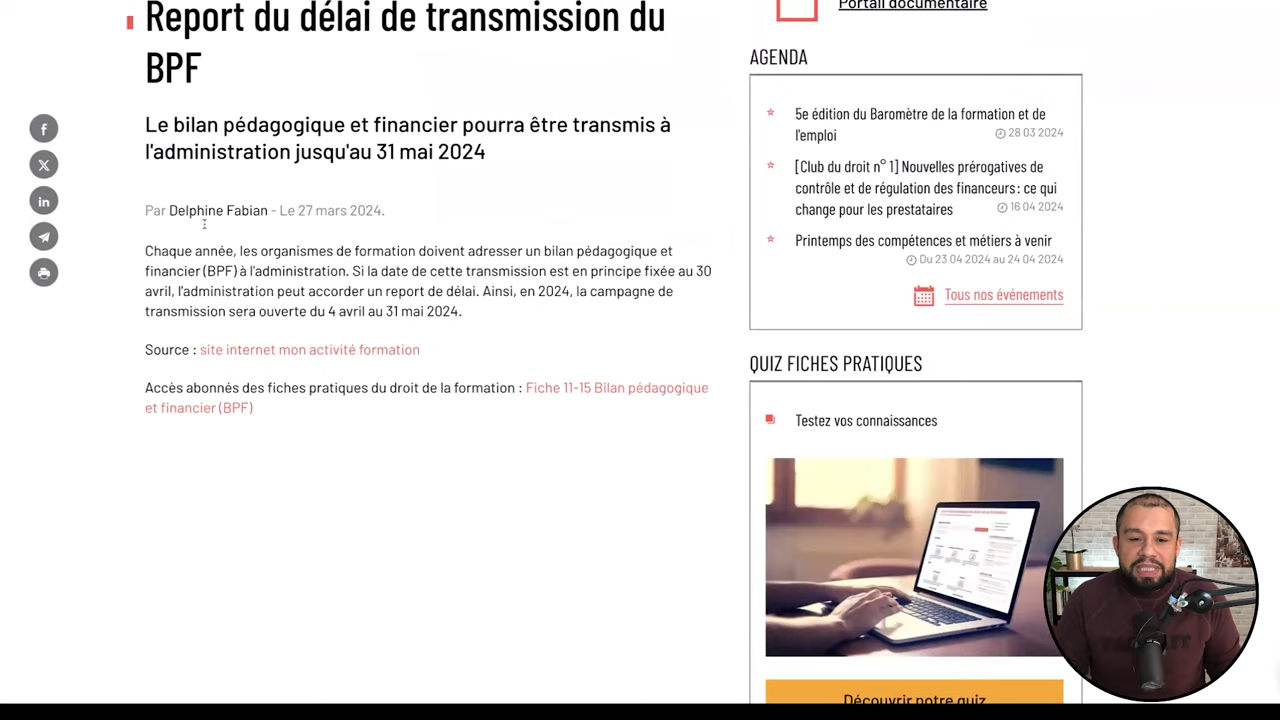 Report du délai de transmission du
BPF
Le bilan pédagogique et financier pourra être transmis à
l'administration jusqu'au 31 mai 2024
Par Delphine Fabian - Le 27 mars 2024.
Chaque année, les organismes de formation doivent adresser un bilan pédagogique et
financier (BPF) à l'administration. Si la date de cette transmission est en principe fixée au 30
avril, l'administration peut accorder un report de délai. Ainsi, en 2024, la campagne de
transmission sera ouverte du 4 avril au 31 mai 2024.
Source : site internet mon activité formation
Accès abonnés des fiches pratiques du droit de la formation : Fiche 11-15 Bilan pédagogique
et financier (BPF)
Portail documentaire
AGENDA
5e édition du Baromètre de la formation et de
l'emploi
28 03 2024
[Club du droit n° 1] Nouvelles prérogatives de
contrôle et de régulation des financeurs : ce qui
change pour les prestataires
16 04 2024
Printemps des compétences et métiers à venir
Du 23 04 2024 au 24 04 2024
Tous nos événements
QUIZ FICHES PRATIQUES
Testez vos connaissances
Découvrir notre quiz